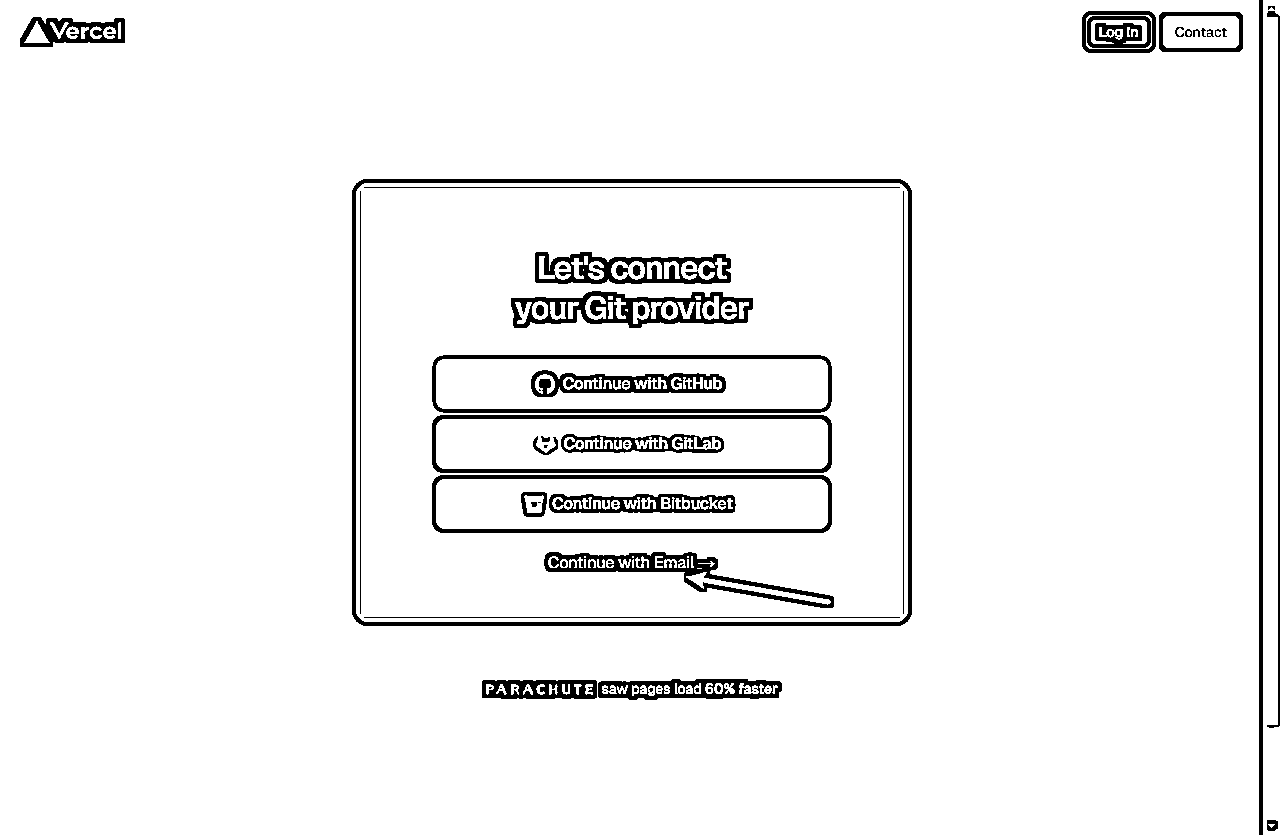 Vercel
Log In
Contact
Let's connect
your Git provider
Continue with GitHub
Continue with GitLab
Continue with Bitbucket
Continue with Email →
PARACHUTE saw pages load 60% faster